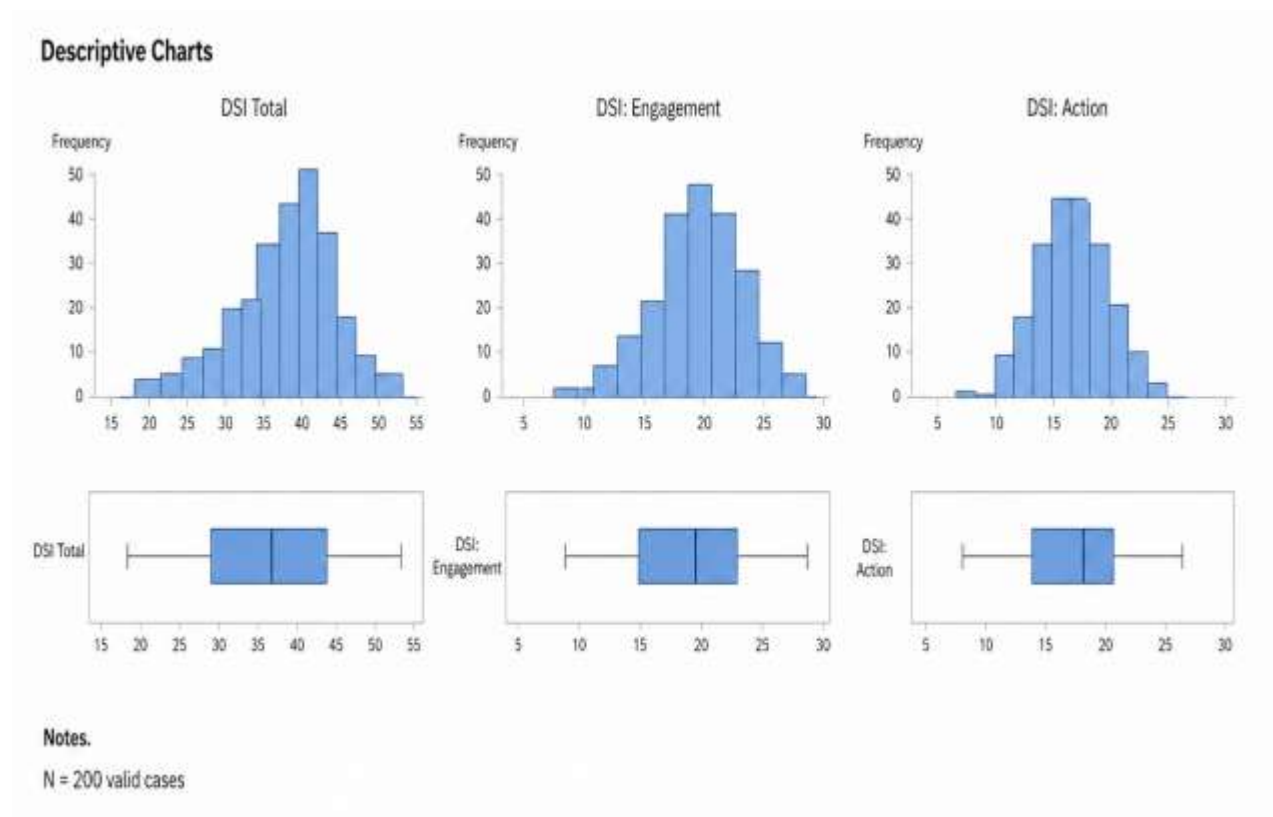 Descriptive Charts
DSI Total
DSI: Engagement
DSI: Action
Frequency
Frequency
Frequency
50
40
30
20
10
0
50
40
30
20
10
0
50
40
30
20
10
0
15 20 25 30 35 40 45 50 55
5 10 15 20 25 30
5 10 15 20 25 30
DSI Total
DSI:
Engagement
DSI:
Action
15 20 25 30 35 40 45 50 55
5 10 15 20 25 30
5 10 15 20 25 30
Notes.
N = 200 valid cases